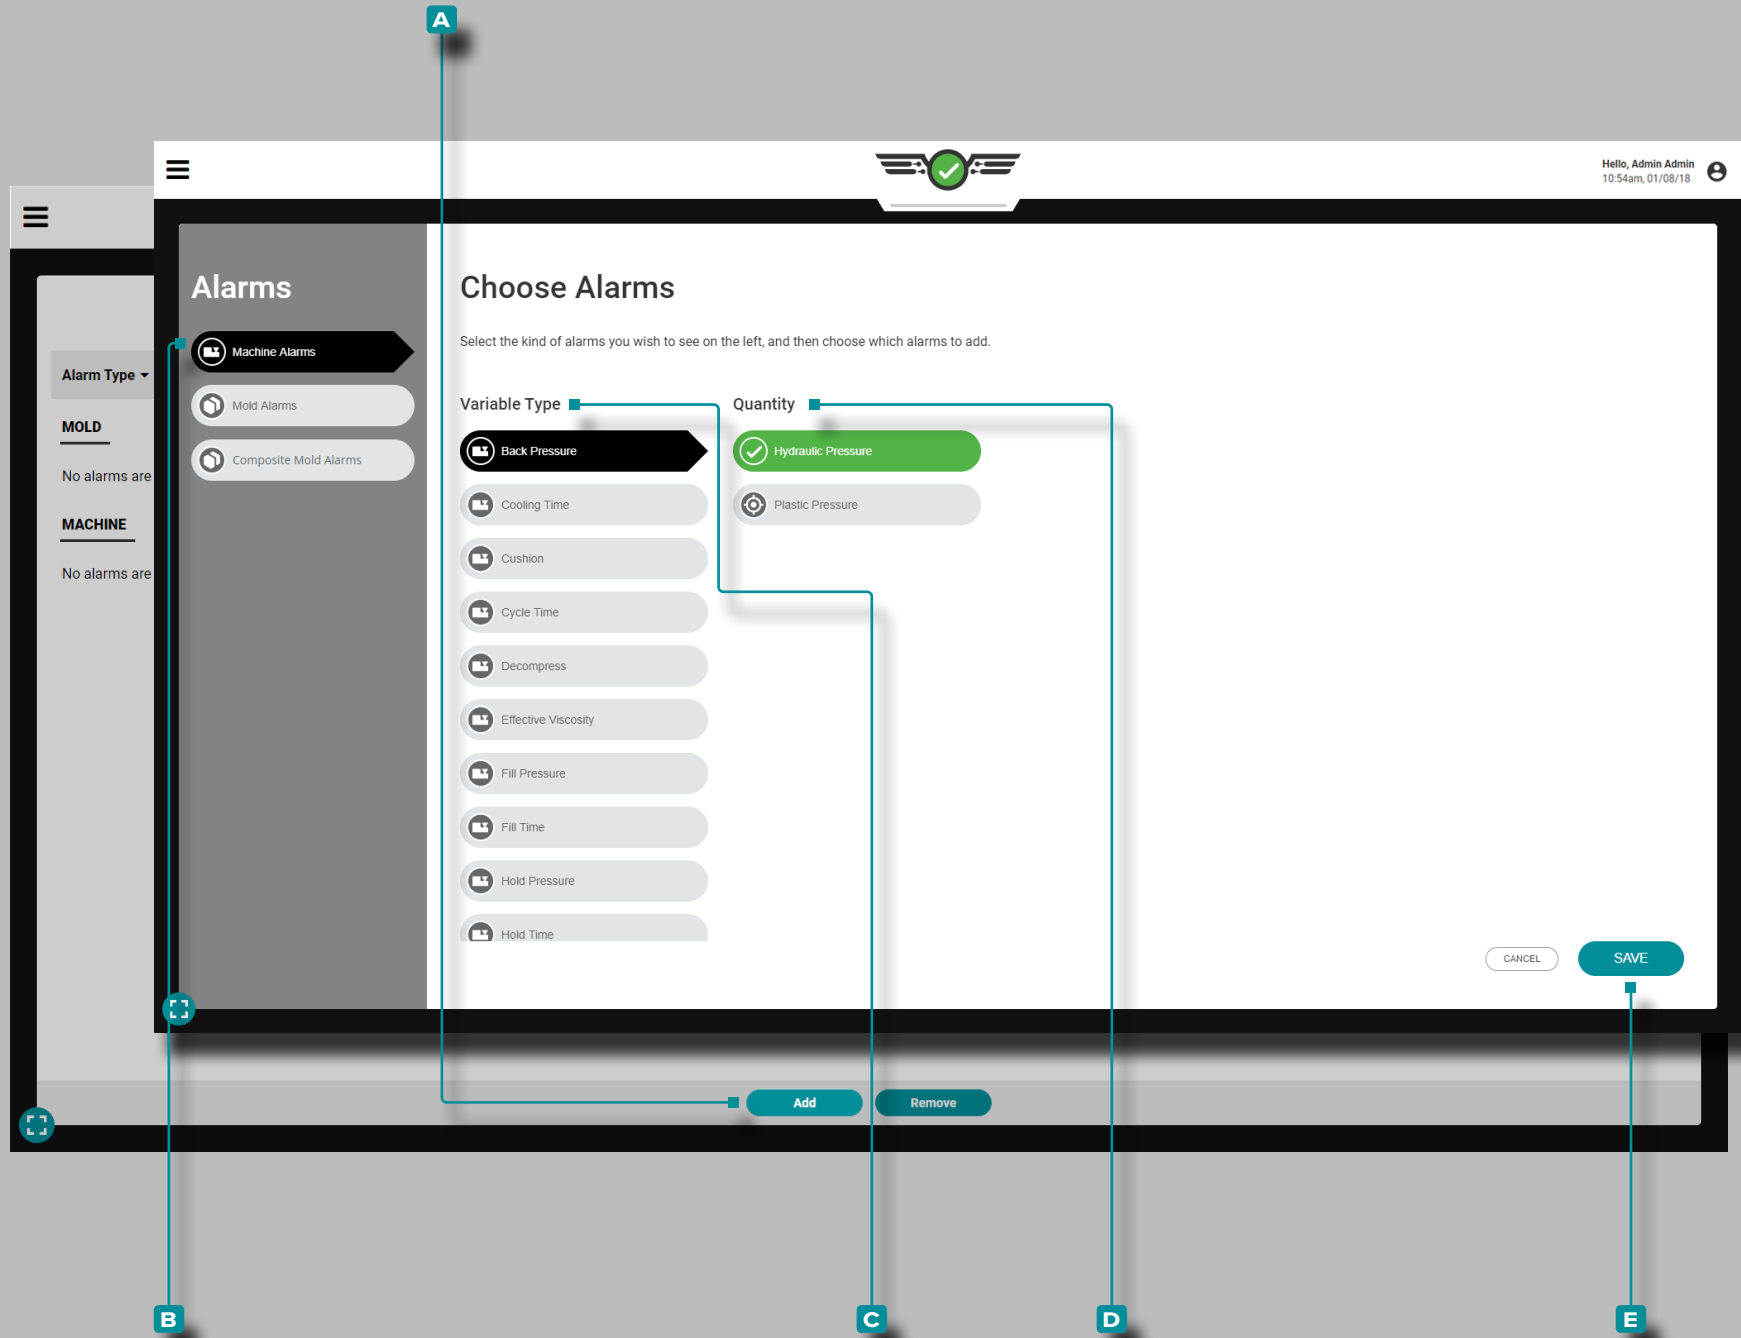 A
Hello, Admin Admin
10:54am, 01/08/18
Alarms
Machine Alarms
Mold Alarms
Composite Mold Alarms
Choose Alarms
Select the kind of alarms you wish to see on the left, and then choose which alarms to add.
Variable Type
Back Pressure
Cooling Time
Cushion
Cycle Time
Decompress
Effective Viscosity
Fill Pressure
Fill Time
Hold Pressure
Hold Time
Quantity
Hydraulic Pressure
Plastic Pressure
CANCEL
SAVE
Alarm Type
MOLD
No alarms are
MACHINE
No alarms are
Add
Remove
B
C
D
E